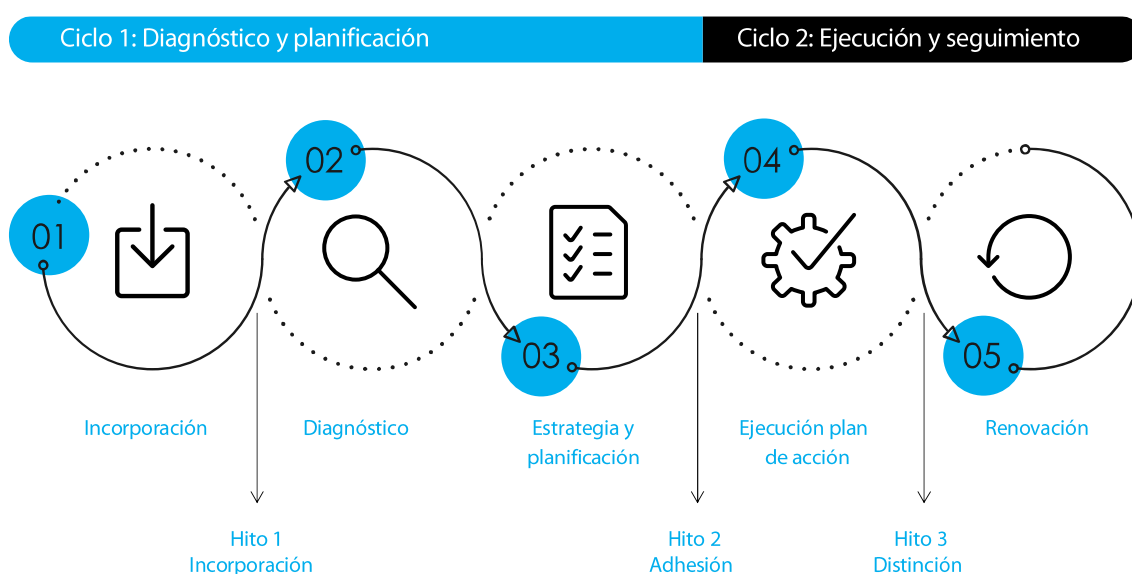 Ciclo 1: Diagnóstico y planificación
Ciclo 2: Ejecución y seguimiento
01
02
03
04
05
Incorporación
Diagnóstico
Estrategia y
planificación
Ejecución plan
de acción
Renovación
Hito 1
Incorporación
Hito 2
Adhesión
Hito 3
Distinción